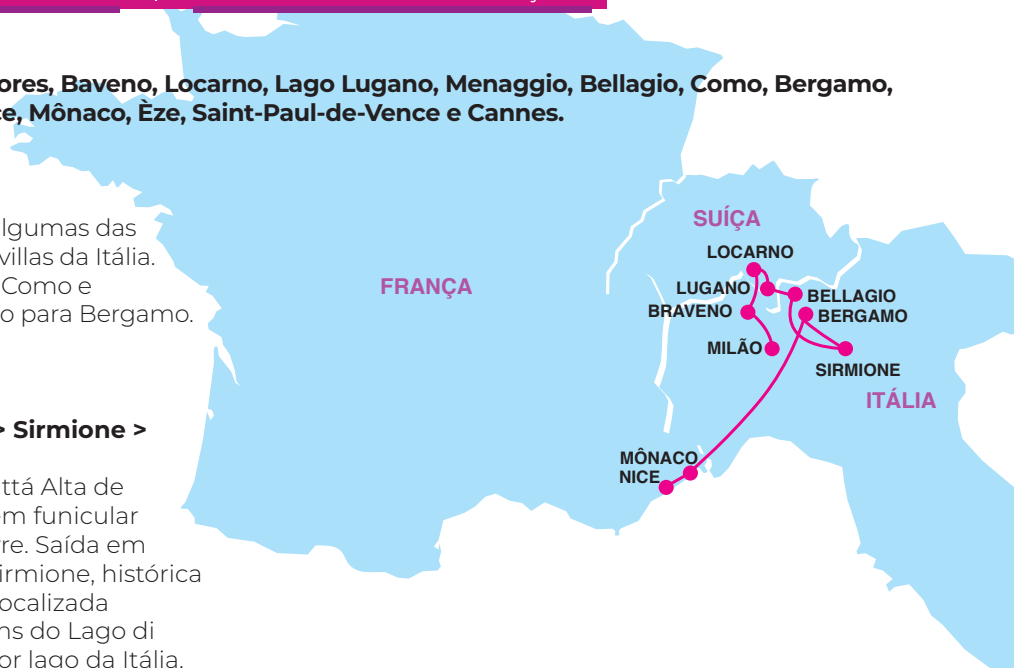 ores, Baveno, Locarno, Lago Lugano, Menaggio, Bellagio, Como, Bergamo,
ce, Mônaco, Èze, Saint-Paul-de-Vence e Cannes.
lgumas das
villas da Itália.
Como e
o para Bergamo.
> Sirmione >
ttá Alta de
em funicular
re. Saída em
irmione, histórica
ocalizada
ns do Lago di
or lago da Itália.
FRANÇA
SUÍÇA
LOCARNO
LUGANO
BELLAGIO
BRAVENO
BERGAMO
MILÃO
SIRMIONE
ITÁLIA
MÔNACO
NICE